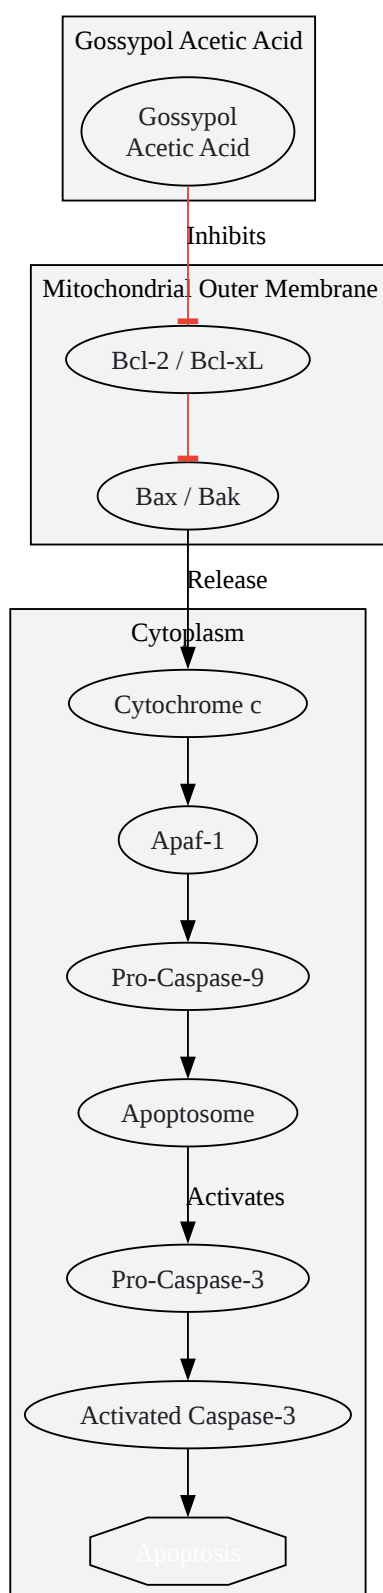 Gossypol Acetic Acid
Gossypol
Acetic Acid
Inhibits
Mitochondrial Outer Membrane
Bcl-2 / Bcl-xL
Bax / Bak
Release
Cytoplasm
Cytochrome c
Apaf-1
Pro-Caspase-9
Apoptosome
Activates
Pro-Caspase-3
Activated Caspase-3
Apoptosis